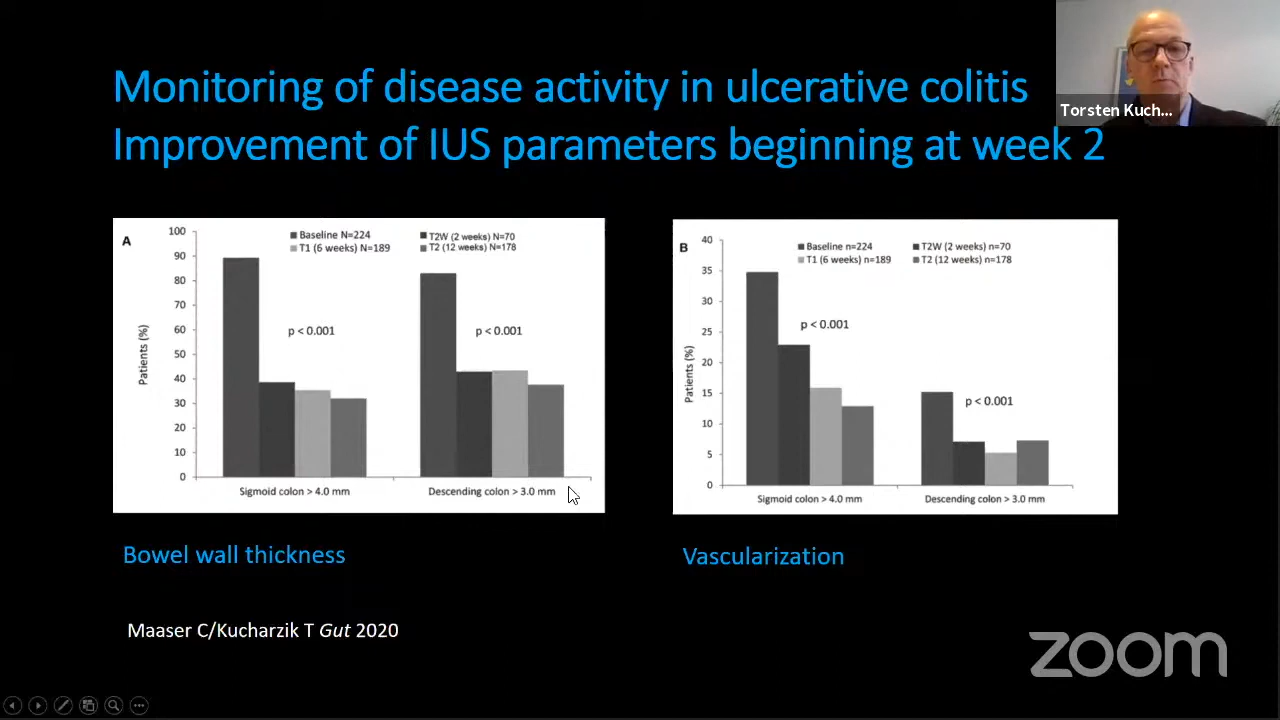 Monitoring of disease activity in ulcerative colitis
Improvement of IUS parameters beginning at week 2
Torsten Kuch...
A
100
90
80
70
60
50
40
30
20
10
0
Patients (%)
Baseline N=224
T2W (2 weeks) N=70
T1 (6 weeks) N=189
T2 (12 weeks) N=178
p < 0.001
p < 0.001
Sigmoid colon > 4.0 mm
Descending colon > 3.0 mm
B
40
35
30
25
20
15
10
5
0
Patients (%)
Baseline n=224
T2W (2 weeks) n=70
T1 (6 weeks) n=189
T2 (12 weeks) n=178
p < 0.001
p < 0.001
Sigmoid colon > 4.0 mm
Descending colon > 3.0 mm
Bowel wall thickness
Vascularization
Maaser C/Kucharzik T Gut 2020
zoom